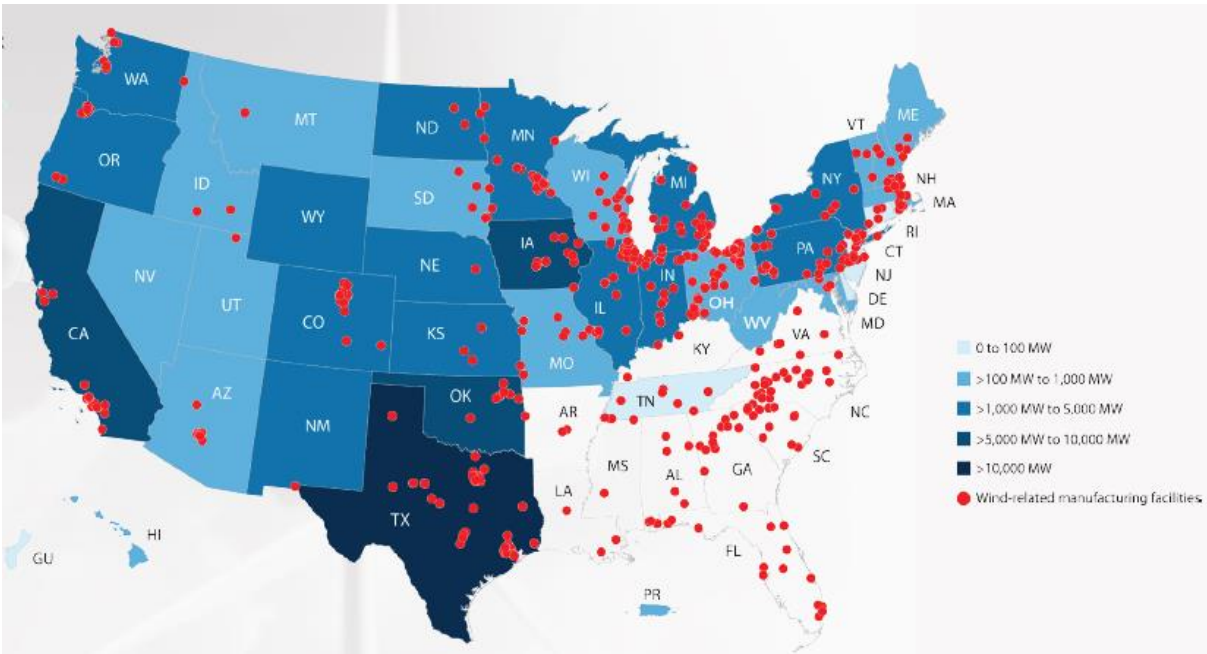 WA
MT
ND
MN
VT
ME
OR
ID
SD
WI
MI
NY
NH
MA
WY
RI
CT
IA
NE
PA
NJ
NV
UT
CO
IL
IN
OH
DE
MD
CA
KS
MO
WV
VA
KY
0 to 100 MW
>100 MW to 1,000 MW
>1,000 MW to 5,000 MW
>5,000 MW to 10,000 MW
>10,000 MW
Wind-related manufacturing facilities
AZ
NM
OK
AR
TN
NC
SC
MS
AL
GA
LA
TX
HI
GU
FL
PR